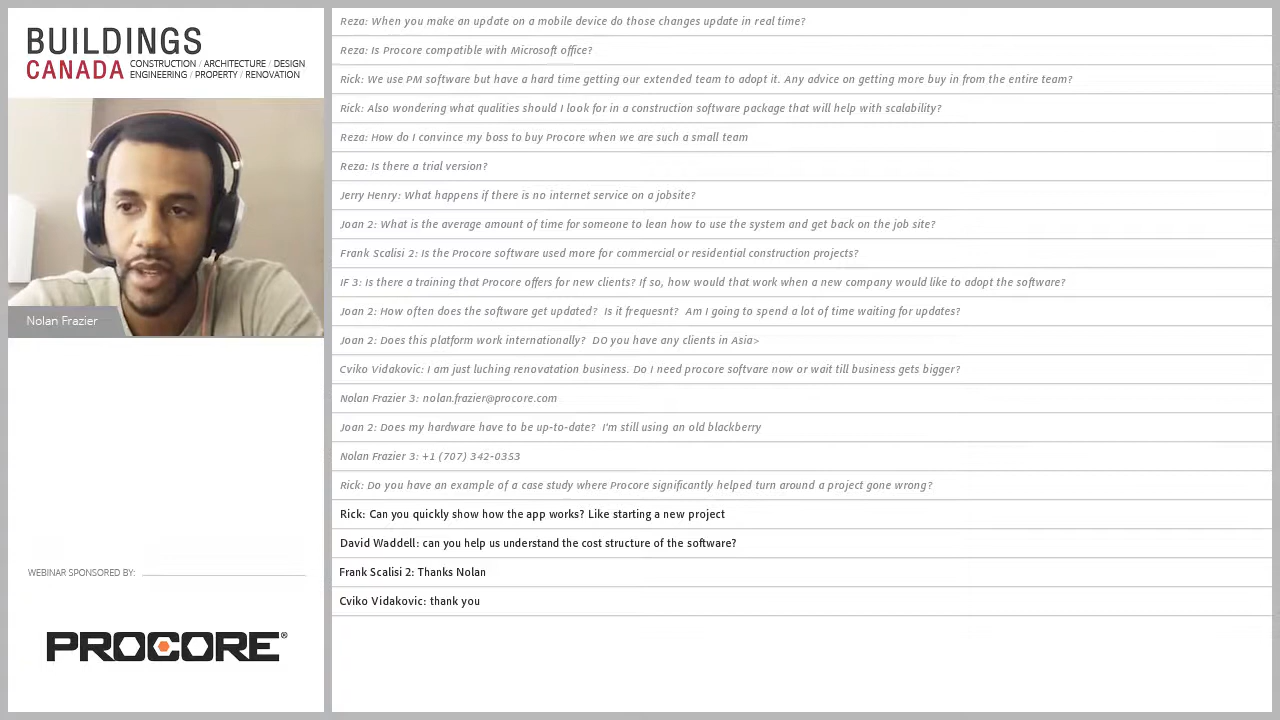 BUILDINGS
CANADA CONSTRUCTION / ARCHITECTURE / DESIGN
ENGINEERING / PROPERTY / RENOVATION
Nolan Frazier
WEBINAR SPONSORED BY:
PROCORE®
Reza: When you make an update on a mobile device do those changes update in real time?
Reza: Is Procore compatible with Microsoft office?
Rick: We use PM software but have a hard time getting our extended team to adopt it. Any advice on getting more buy in from the entire team?
Rick: Also wondering what qualities should I look for in a construction software package that will help with scalability?
Reza: How do I convince my boss to buy Procore when we are such a small team
Reza: Is there a trial version?
Jerry Henry: What happens if there is no internet service on a jobsite?
Joan 2: What is the average amount of time for someone to lean how to use the system and get back on the job site?
Frank Scalisi 2: Is the Procore software used more for commercial or residential construction projects?
IF 3: Is there a training that Procore offers for new clients? If so, how would that work when a new company would like to adopt the software?
Joan 2: How often does the software get updated? Is it frequesnt? Am I going to spend a lot of time waiting for updates?
Joan 2: Does this platform work internationally? DO you have any clients in Asia>
Cviko Vidakovic: I am just luching renovatation business. Do I need procore softvare now or wait till business gets bigger?
Nolan Frazier 3: nolan.frazier@procore.com
Joan 2: Does my hardware have to be up-to-date? I'm still using an old blackberry
Nolan Frazier 3: +1 (707) 342-0353
Rick: Do you have an example of a case study where Procore significantly helped turn around a project gone wrong?
Rick: Can you quickly show how the app works? Like starting a new project
David Waddell: can you help us understand the cost structure of the software?
Frank Scalisi 2: Thanks Nolan
Cviko Vidakovic: thank you